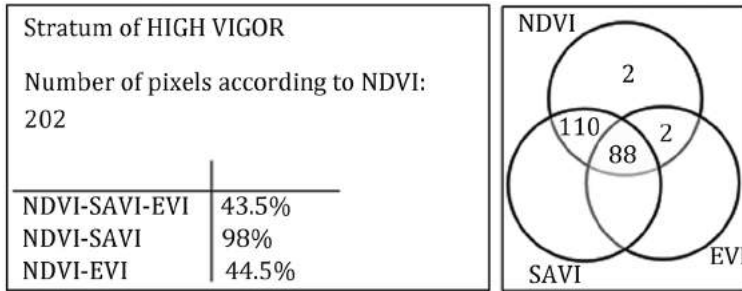 Stratum of HIGH VIGOR
Number of pixels according to NDVI:
202
NDVI-SAVI-EVI 43.5%
NDVI-SAVI 98%
NDVI-EVI 44.5%
NDVI
2
110
2
88
EVI
SAVI